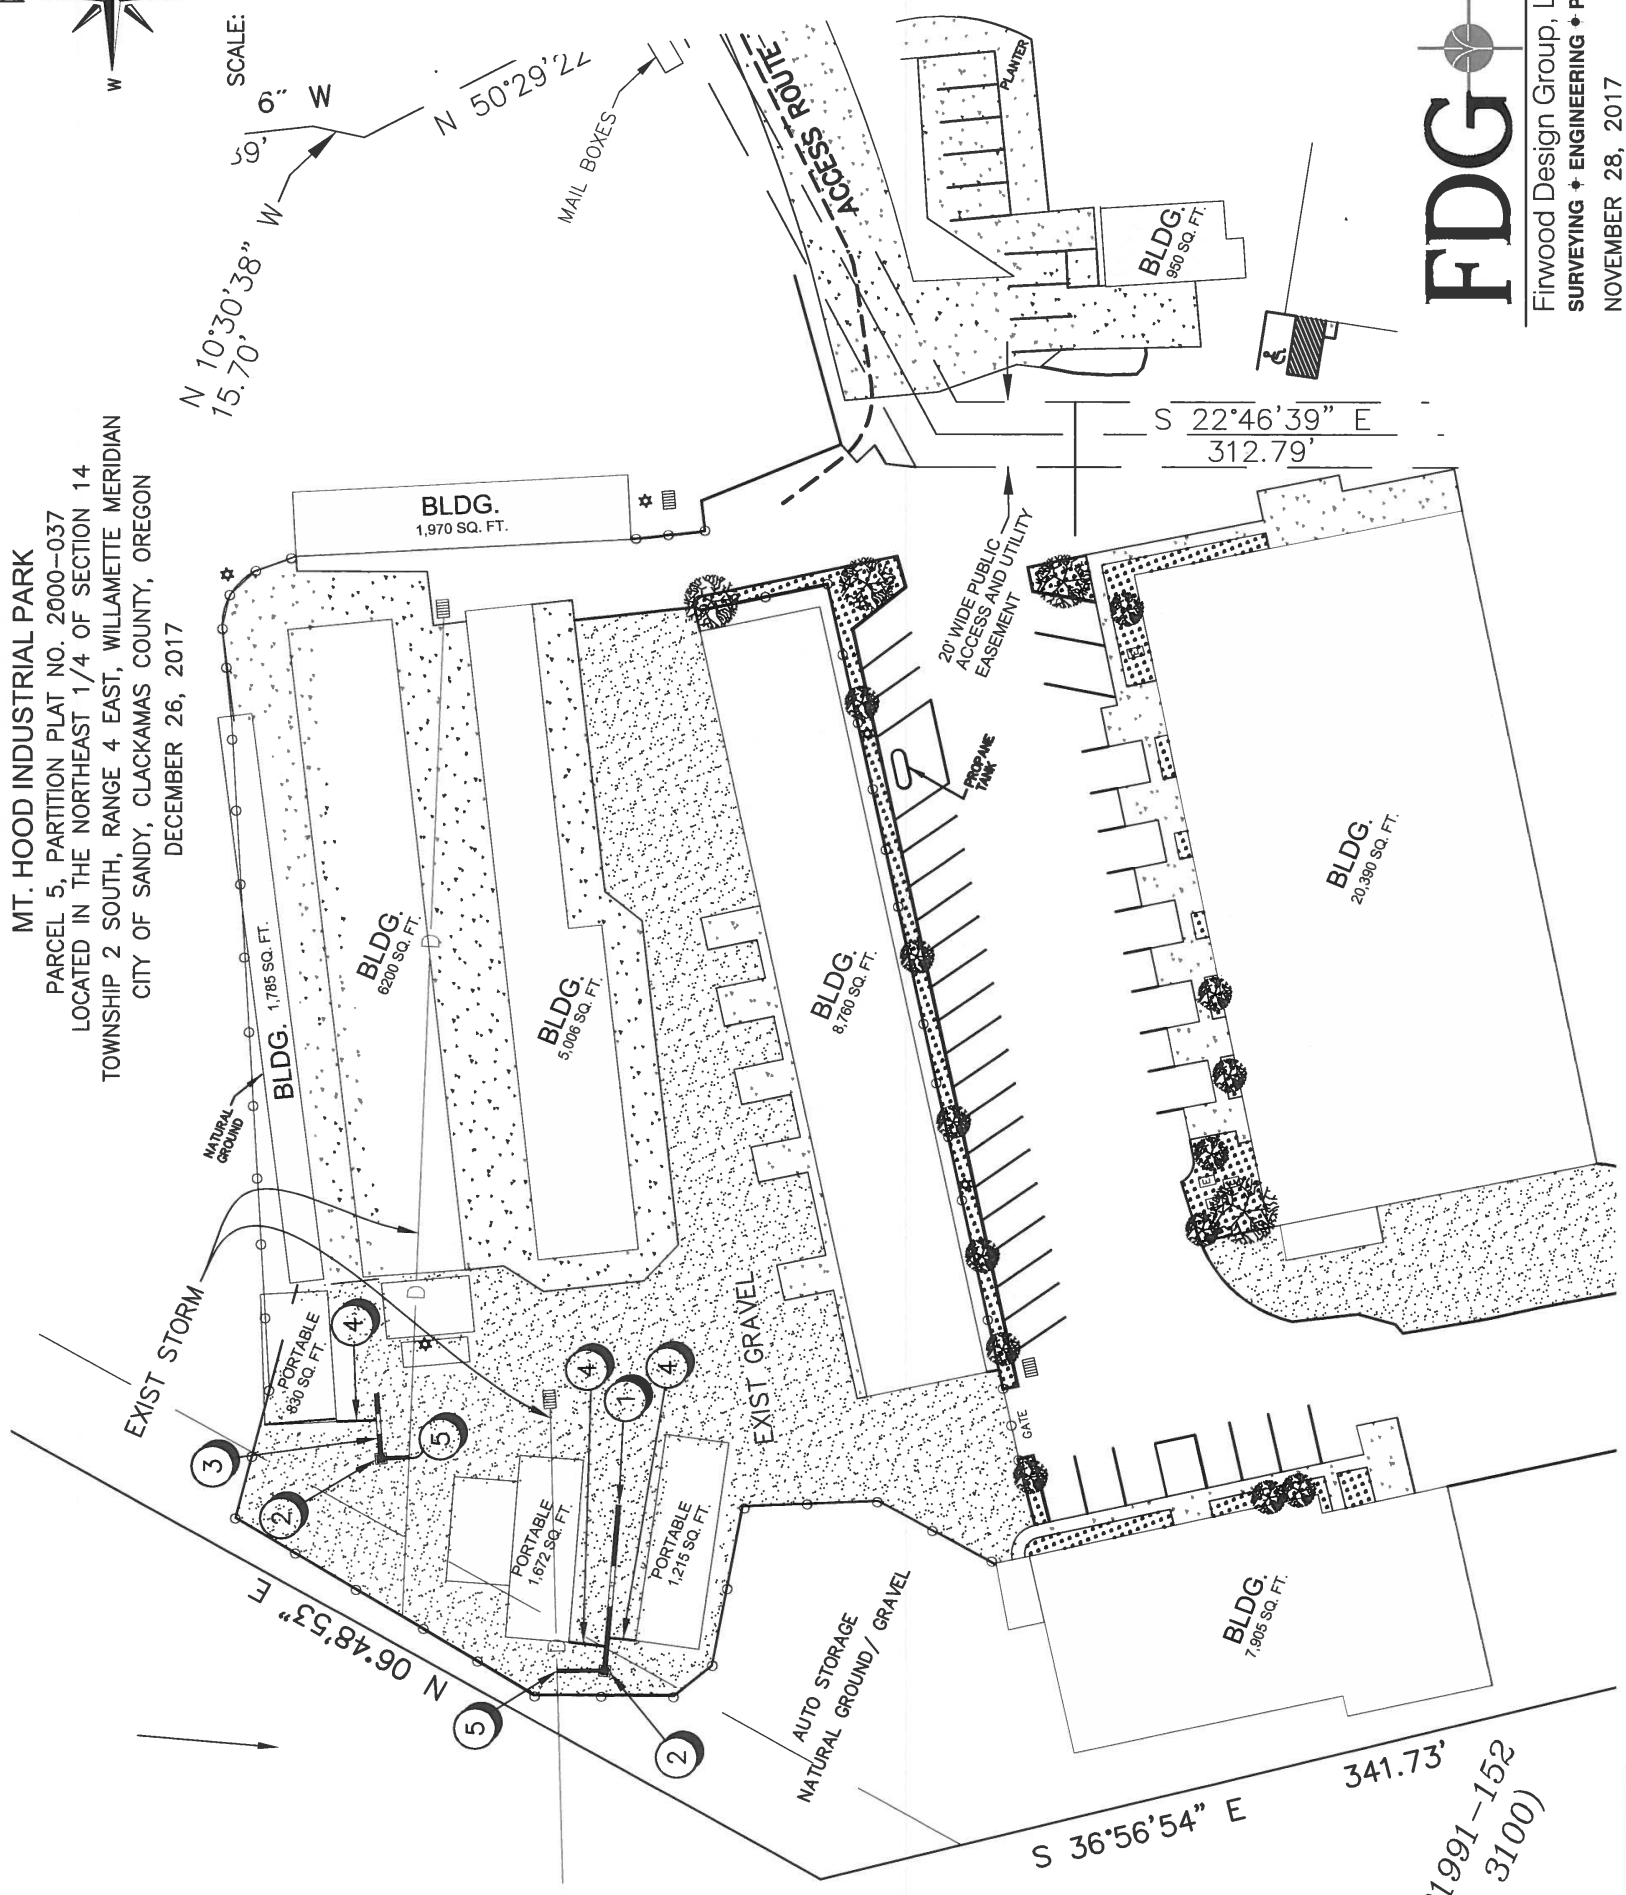 MT. HOOD INDUSTRIAL PARK
PARCEL 5, PARTITION PLAT NO. 2000-037
LOCATED IN THE NORTHEAST 1/4 OF SECTION 14
TOWNSHIP 2 SOUTH, RANGE 4 EAST, WILLAMETTE MERIDIAN
CITY OF SANDY, CLACKAMAS COUNTY, OREGON
DECEMBER 26, 2017
W
SCALE:
6" W
59'
N 10°30'38" W
15.70'
N 50°29'22
MAIL BOXES
ACCESS ROUTE
PLANTER
BLDG.
950 SQ. FT.
FDG
Firwood Design Group, L
SURVEYING • ENGINEERING • P
NOVEMBER 28, 2017
S 22°46'39" E
312.79'
20' WIDE PUBLIC
ACCESS AND UTILITY
EASEMENT
BLDG.
1,970 SQ. FT.
NATURAL
GROUND
BLDG. 1,785 SQ. FT.
BLDG.
6200 SQ. FT.
D
BLDG.
5,006 SQ. FT.
BLDG.
8,760 SQ. FT.
PROPANE
TANK
E
BLDG.
20,390 SQ. FT.
E
EXIST STORM
D
PORTABLE
830 SQ. FT.
4
3
2
5
EXIST GRAVEL
4
1
4
PORTABLE
1,672 SQ. FT
PORTABLE
1,215 SQ. FT.
D
5
2
GATE
N 06°48'53" E
AUTO STORAGE
NATURAL GROUND/ GRAVEL
BLDG.
7,905 SQ. FT.
S 36°56'54" E
341.73'
1991-152
3100)